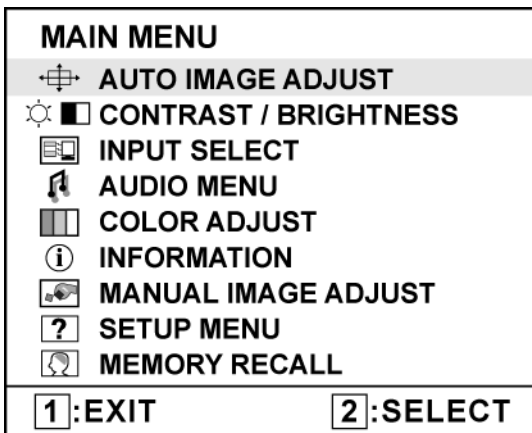 MAIN MENU
AUTO IMAGE ADJUST
CONTRAST / BRIGHTNESS
INPUT SELECT
AUDIO MENU
COLOR ADJUST
i INFORMATION
MANUAL IMAGE ADJUST
? SETUP MENU
MEMORY RECALL
1:EXIT 2:SELECT